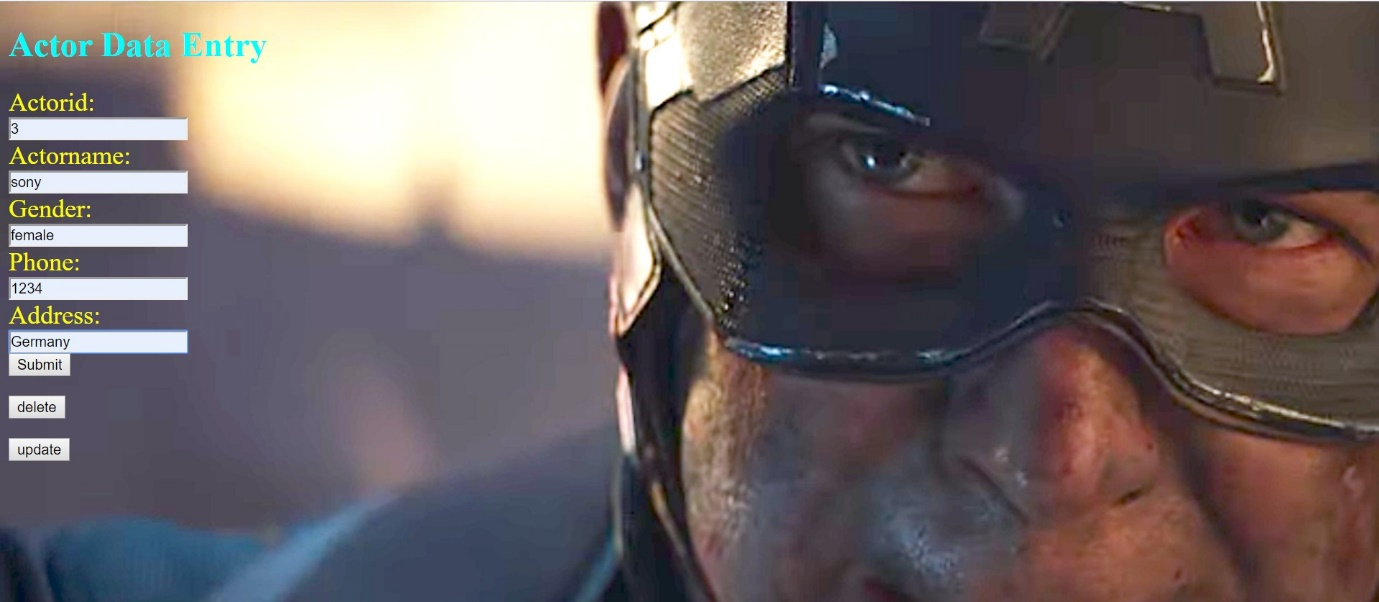 Actor Data Entry
Actorid:
3
Actorname:
sony
Gender:
female
Phone:
1234
Address:
Germany
Submit
delete
update